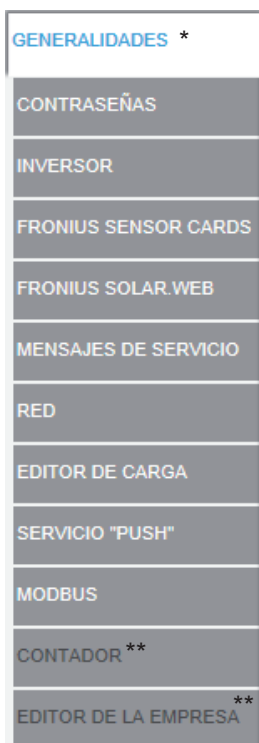 GENERALIDADES *
CONTRASEÑAS
INVERSOR
FRONIUS SENSOR CARDS
FRONIUS SOLAR.WEB
MENSAJES DE SERVICIO
RED
EDITOR DE CARGA
SERVICIO "PUSH"
MODBUS
CONTADOR **
EDITOR DE LA EMPRESA **